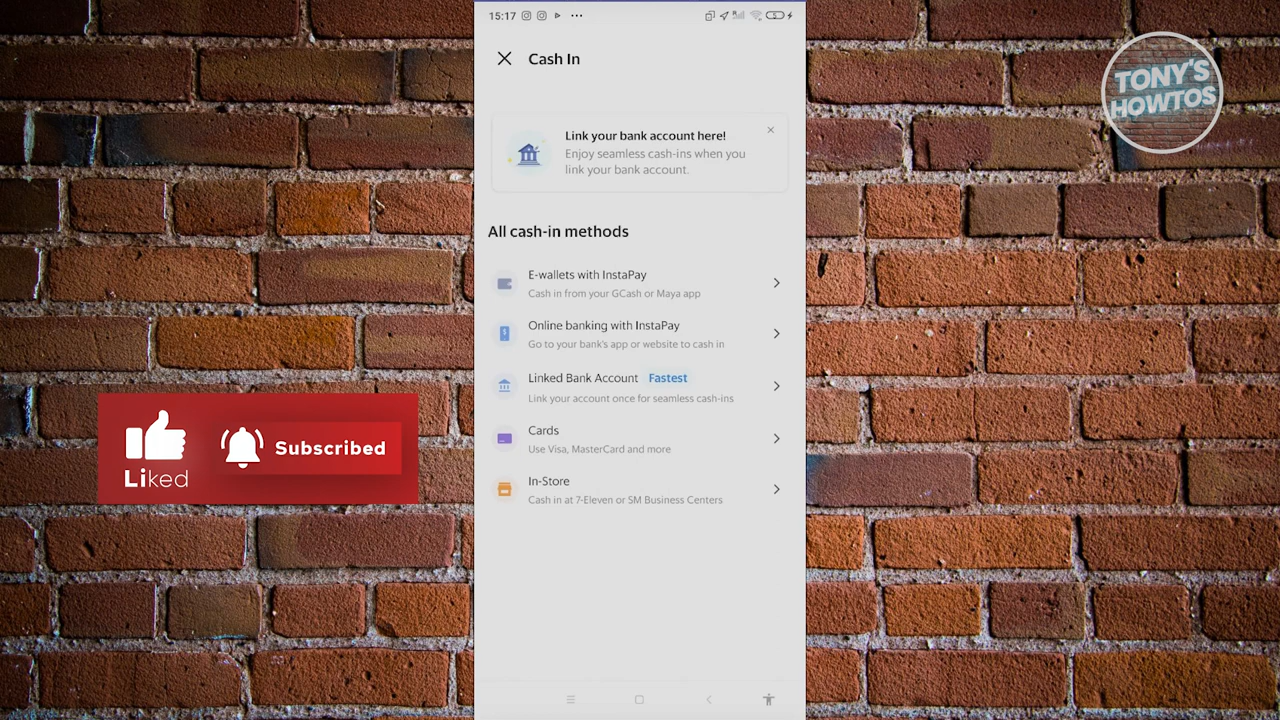 15:17
Cash In
TONY'S
HOWTOS
Link your bank account here!
Enjoy seamless cash-ins when you
link your bank account.
All cash-in methods
E-wallets with InstaPay
Cash in from your GCash or Maya app
Online banking with InstaPay
Go to your bank's app or website to cash in
Linked Bank Account Fastest
Link your account once for seamless cash-ins
Cards
Use Visa, MasterCard and more
In-Store
Cash in at 7-Eleven or SM Business Centers
Liked
Subscribed